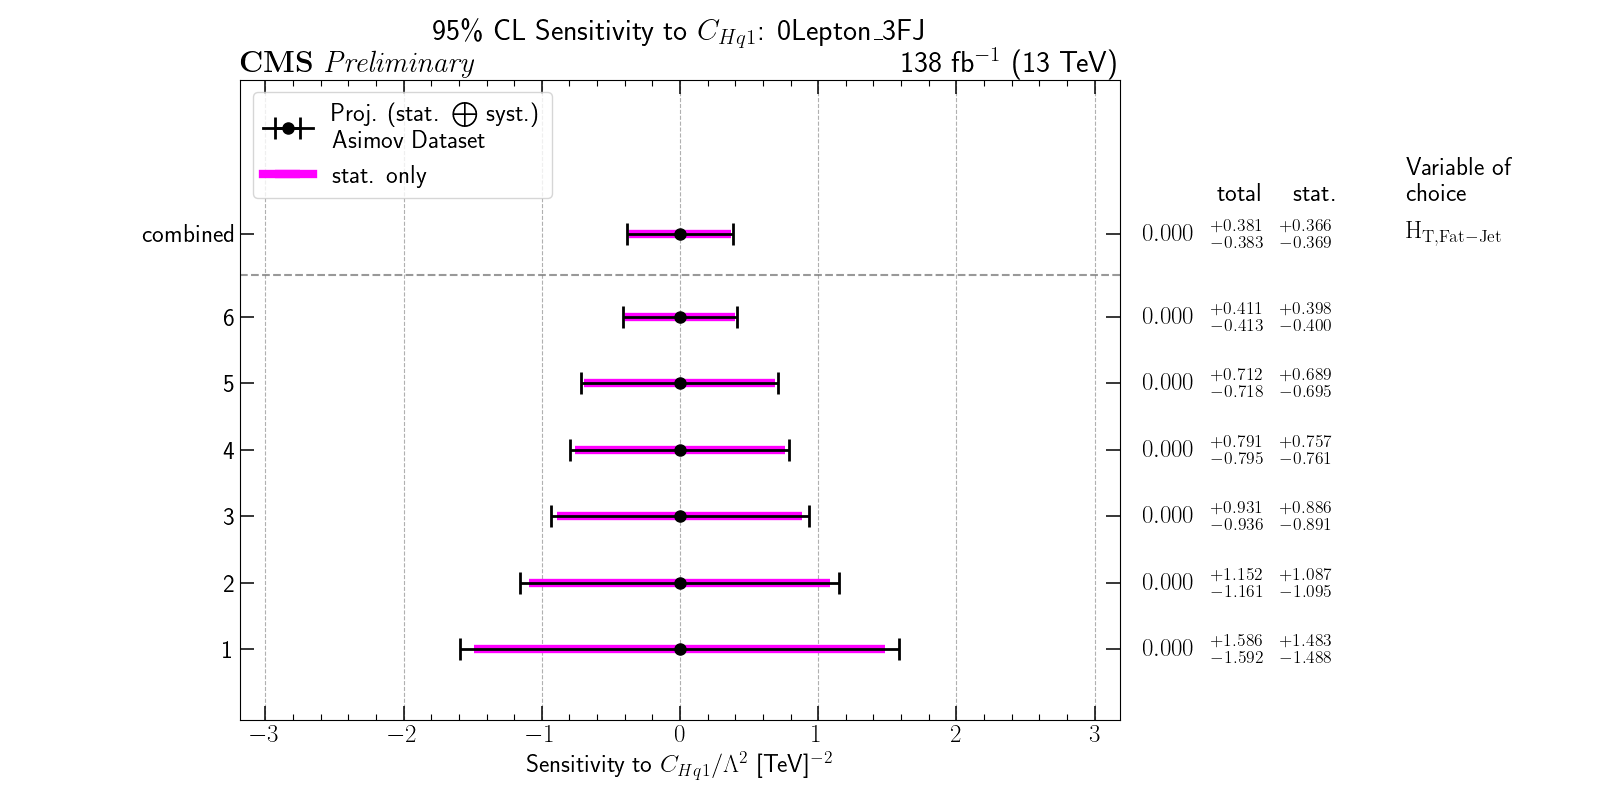 95% CL Sensitivity to C_{Hq1}: 0Lepton_3FJ
CMS Preliminary 138 fb^{−1} (13 TeV)
Proj. (stat. ⨁ syst.)
Asimov Dataset
stat. only
Variable of
choice
total stat.
combined 0.000 +0.381 −0.383 +0.366 −0.369 H_{T,Fat−Jet}
6 0.000 +0.411 −0.413 +0.398 −0.400
5 0.000 +0.712 −0.718 +0.689 −0.695
4 0.000 +0.791 −0.795 +0.757 −0.761
3 0.000 +0.931 −0.936 +0.886 −0.891
2 0.000 +1.152 −1.161 +1.087 −1.095
1 0.000 +1.586 −1.592 +1.483 −1.488
−3 −2 −1 0 1 2 3
Sensitivity to C_{Hq1}/Λ^2 [TeV]^{−2}